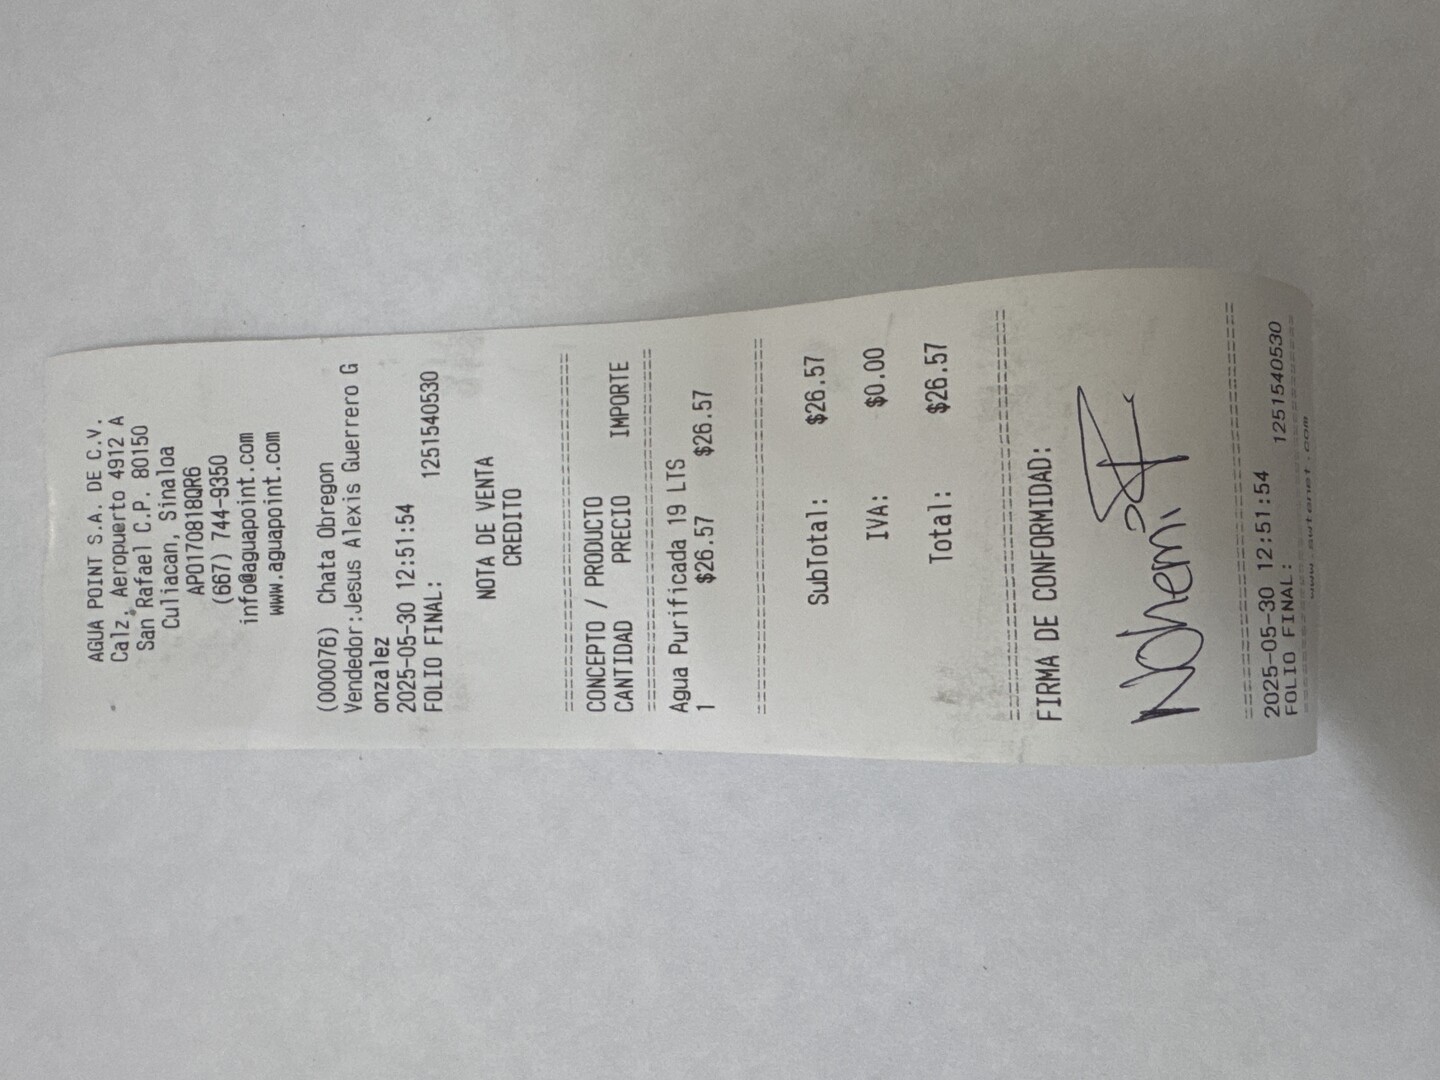 AGUA POINT S.A. DE C.V.
Calz. Aeropuerto 4912 A
San Rafael C.P. 80150
Culiacan, Sinaloa
APO170818QR6
(667) 744-9350
info@aguapoint.com
www.aguapoint.com
(000076) Chata Obregon
Vendedor:Jesus Alexis Guerrero G
onzalez
2025-05-30 12:51:54
FOLIO FINAL: 1251540530
NOTA DE VENTA
CREDITO
CONCEPTO / PRODUCTO
CANTIDAD PRECIO IMPORTE
Agua Purificada 19 LTS
1 $26.57 $26.57
SubTotal: $26.57
IVA: $0.00
Total: $26.57
FIRMA DE CONFORMIDAD:
Nohemi
2025-05-30 12:51:54
FOLIO FINAL: 1251540530